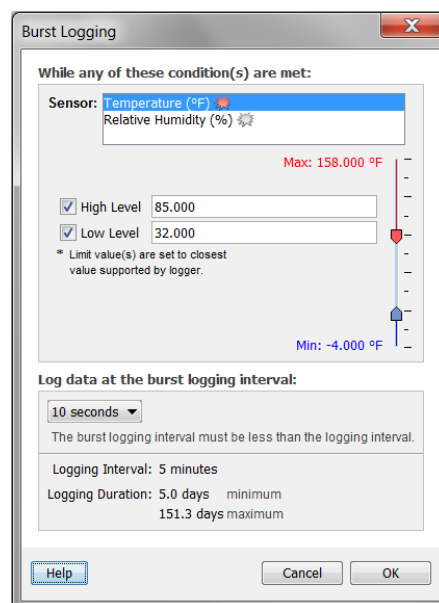 Burst Logging
While any of these condition(s) are met:
Sensor: Temperature (ºF)
Relative Humidity (%)
Max: 158.000 ºF
High Level 85.000
Low Level 32.000
* Limit value(s) are set to closest
value supported by logger.
Min: -4.000 ºF
Log data at the burst logging interval:
10 seconds
The burst logging interval must be less than the logging interval.
Logging Interval: 5 minutes
Logging Duration: 5.0 days minimum
151.3 days maximum
Help Cancel OK